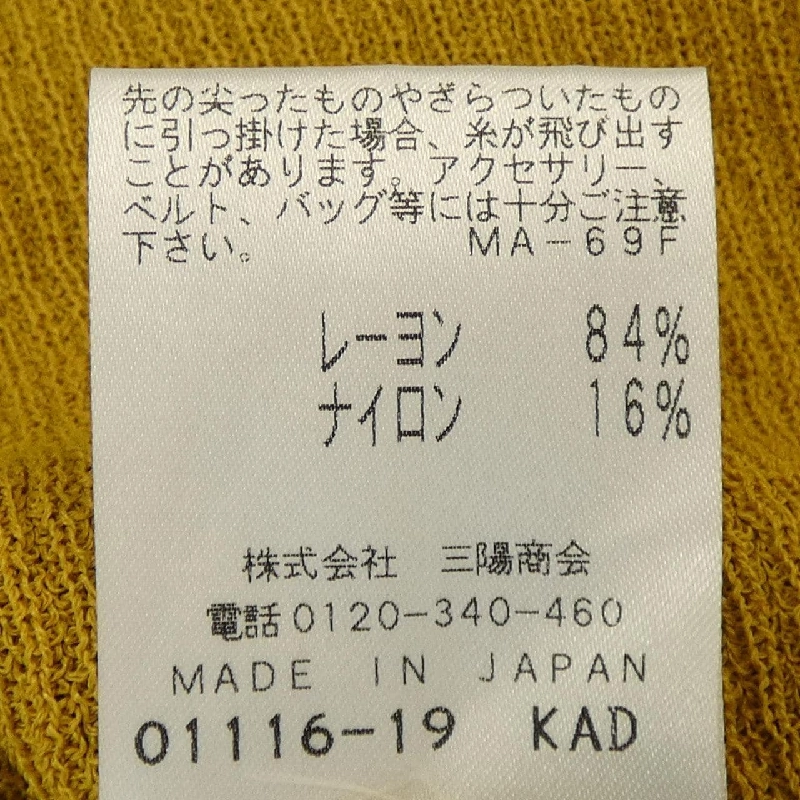 先の尖ったものやざらついたもの
に引っ掛けた場合、糸が飛び出す
ことがあります。アクセサリー、
ベルト、バッグ等には十分ご注意
下さい。 MA-69F
レーヨン 84%
ナイロン 16%
株式会社 三陽商会
電話0120-340-460
MADE IN JAPAN
01116-19 KAD